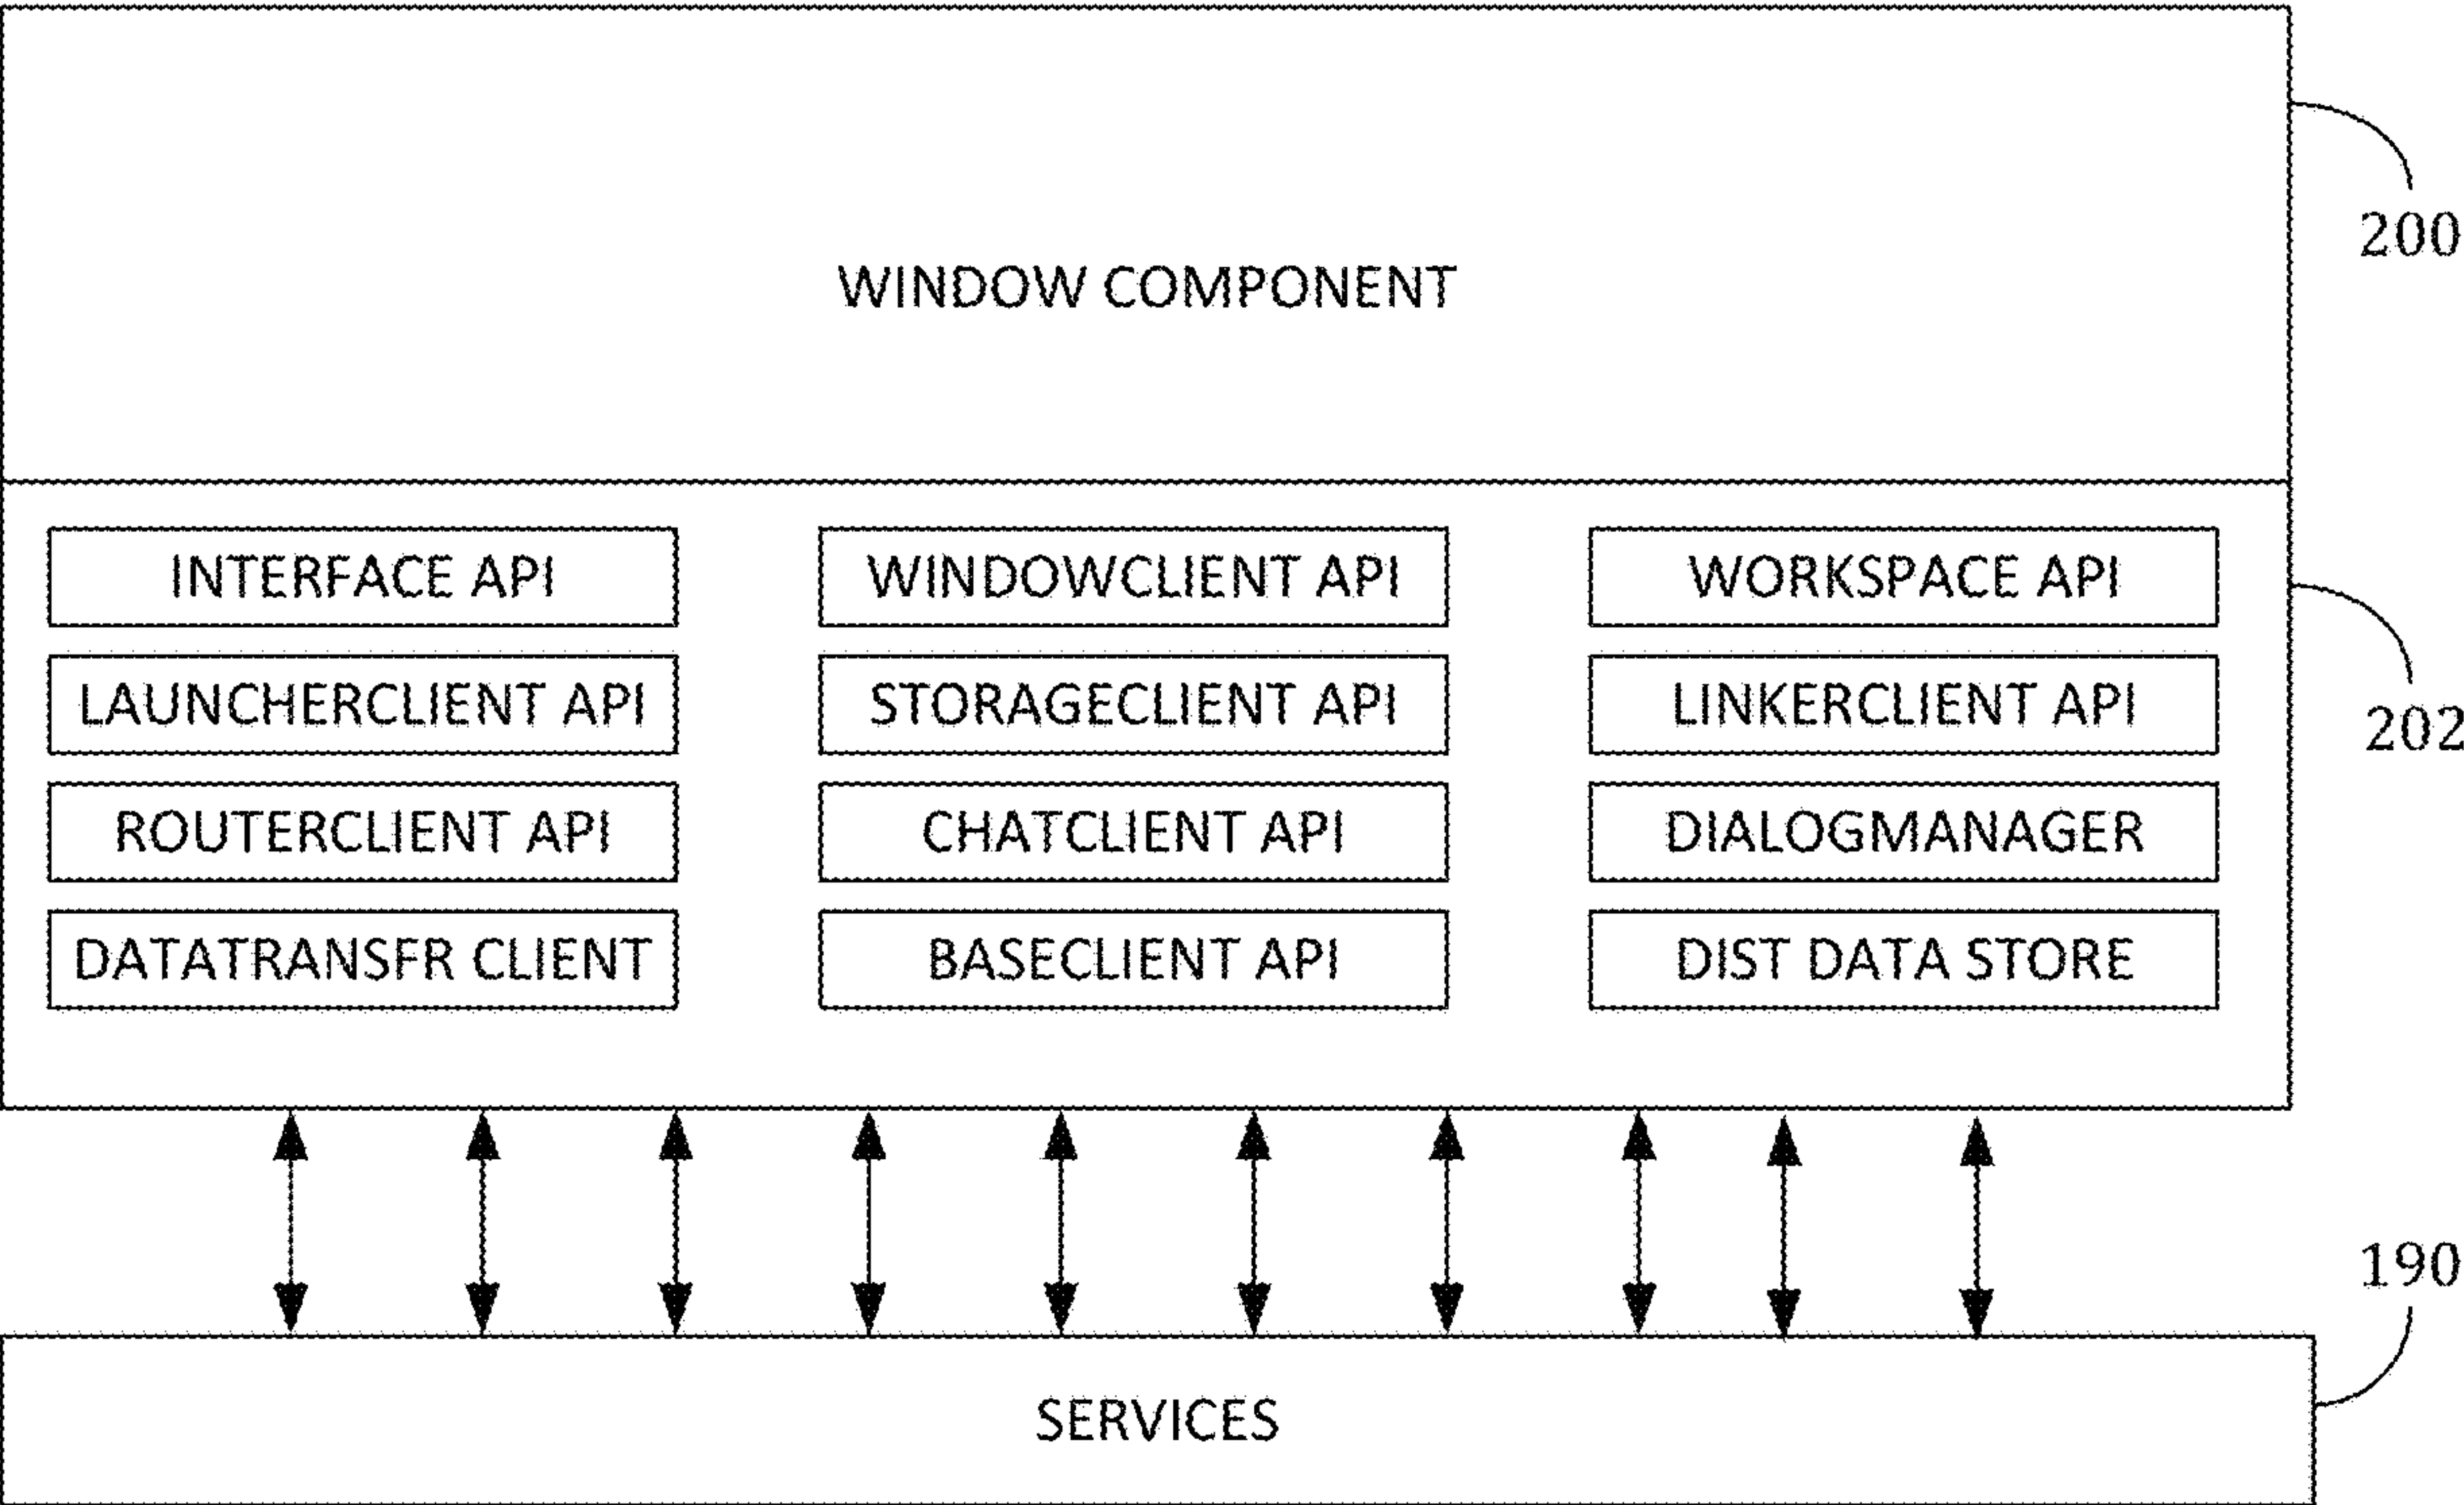 200
WINDOW COMPONENT
INTERFACE API
WINDOWCLIENT API
WORKSPACE API
LAUNCHERCLIENT API
STORAGECLIENT API
LINKERCLIENT API
202
ROUTERCLIENT API
CHATCLIENT API
DIALOGMANAGER
DATATRANSFR CLIENT
BASECLIENT API
DIST DATA STORE
190
SERVICES